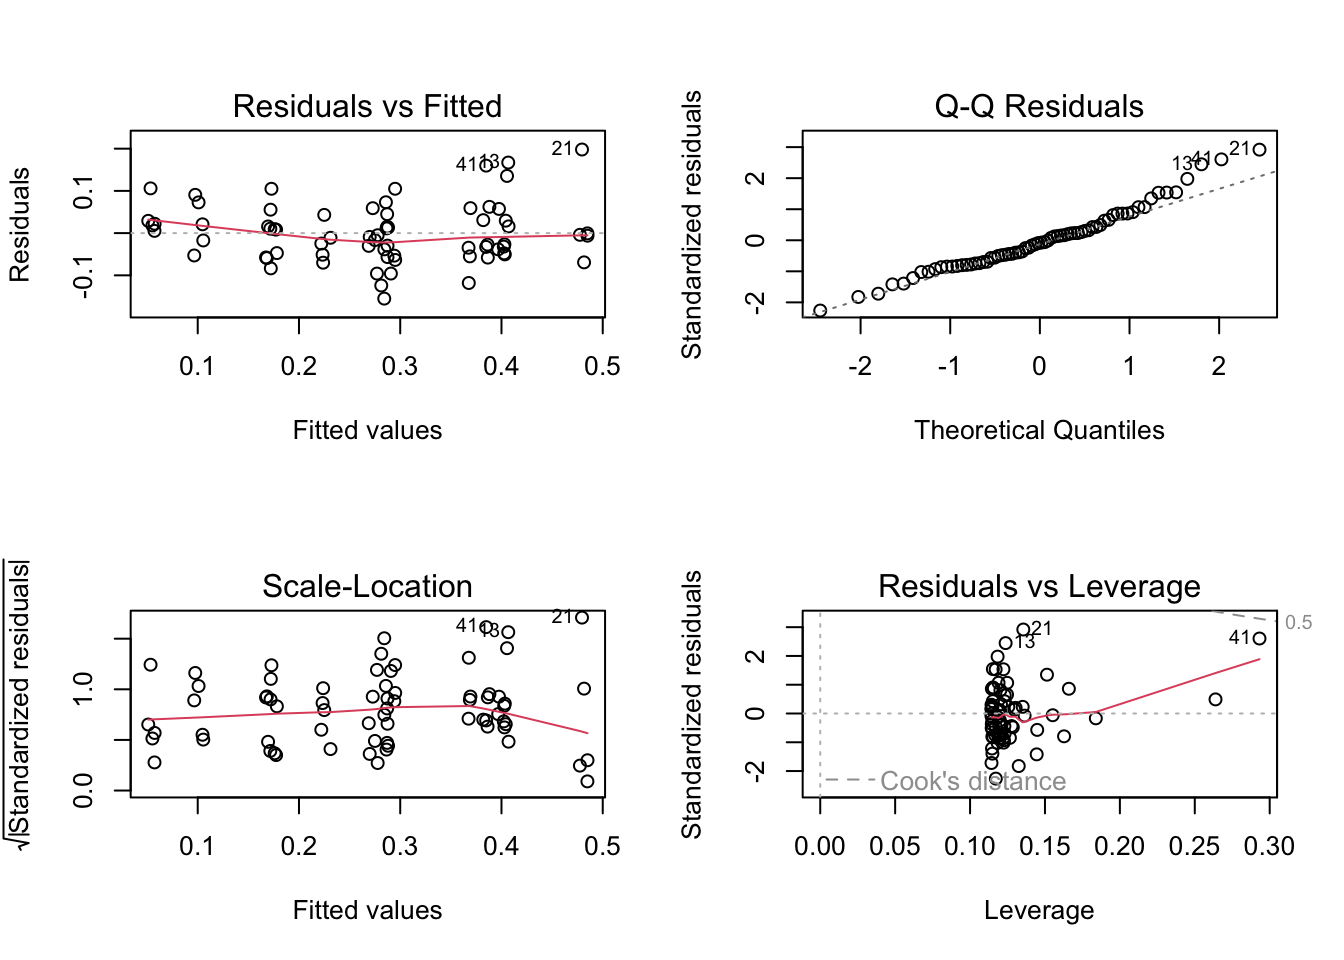 Residuals vs Fitted
Residuals
0.1
-0.1
41
13
21
0.1 0.2 0.3 0.4 0.5
Fitted values
Q-Q Residuals
Standardized residuals
2
0
-2
13
41
21
-2 -1 0 1 2
Theoretical Quantiles
Scale-Location
√|Standardized residuals|
1.0
0.0
41
13
21
0.1 0.2 0.3 0.4 0.5
Fitted values
Residuals vs Leverage
Standardized residuals
2
0
-2
21
13
41
0.5
Cook's distance
0.00 0.05 0.10 0.15 0.20 0.25 0.30
Leverage